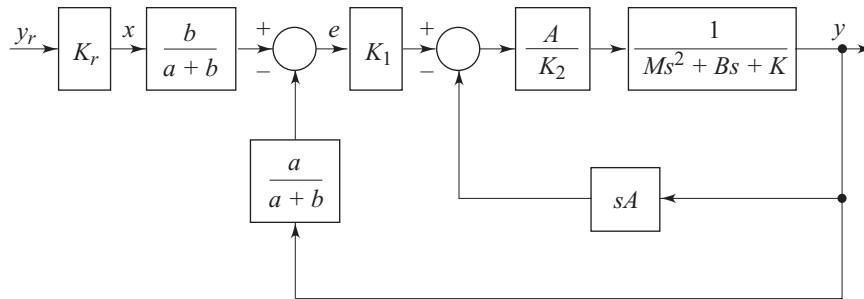 y_r
K_r
x
b
a + b
+
−
e
K_1
+
−
A
K_2
1
Ms^2 + Bs + K
y
a
a + b
sA